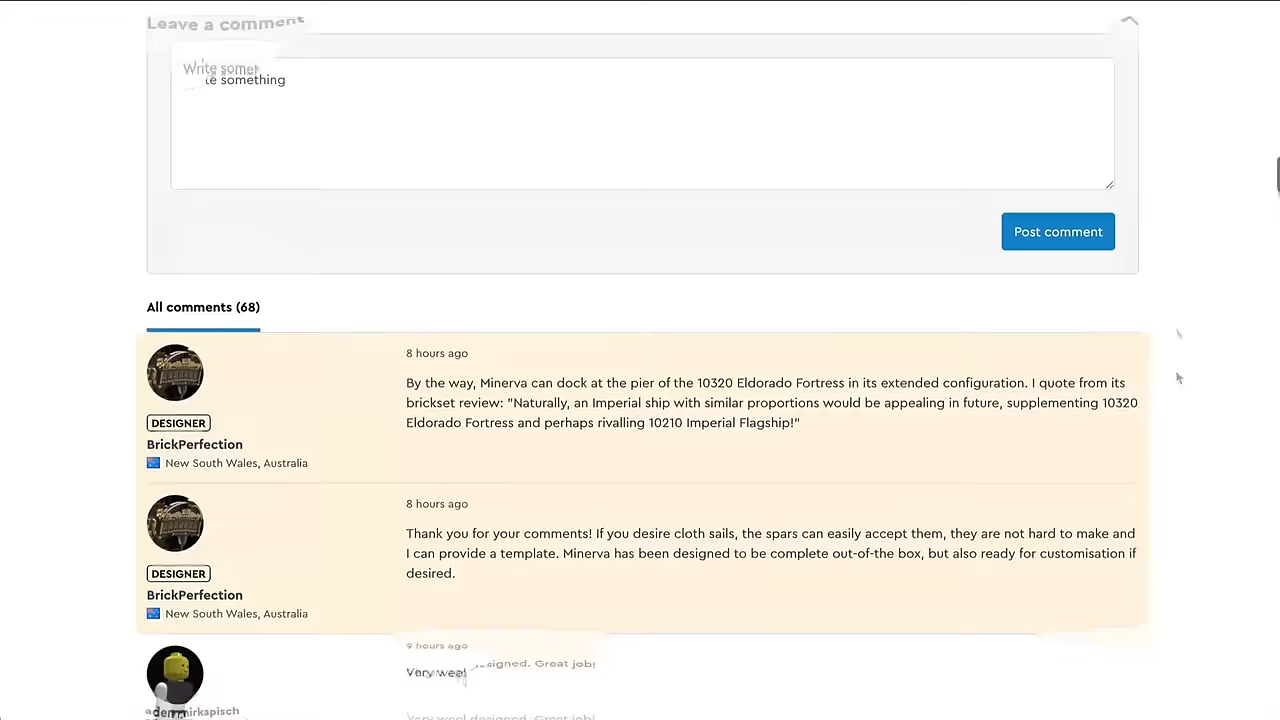 Leave a comment
Write somet
te something
Post comment
All comments (68)
8 hours ago
By the way, Minerva can dock at the pier of the 10320 Eldorado Fortress in its extended configuration. I quote from its
brickset review: "Naturally, an Imperial ship with similar proportions would be appealing in future, supplementing 10320
Eldorado Fortress and perhaps rivalling 10210 Imperial Flagship!"
DESIGNER
BrickPerfection
New South Wales, Australia
8 hours ago
Thank you for your comments! If you desire cloth sails, the spars can easily accept them, they are not hard to make and
I can provide a template. Minerva has been designed to be complete out-of-the box, but also ready for customisation if
desired.
DESIGNER
BrickPerfection
New South Wales, Australia
9 hours ago
esigned. Great job!
Very
Great job!